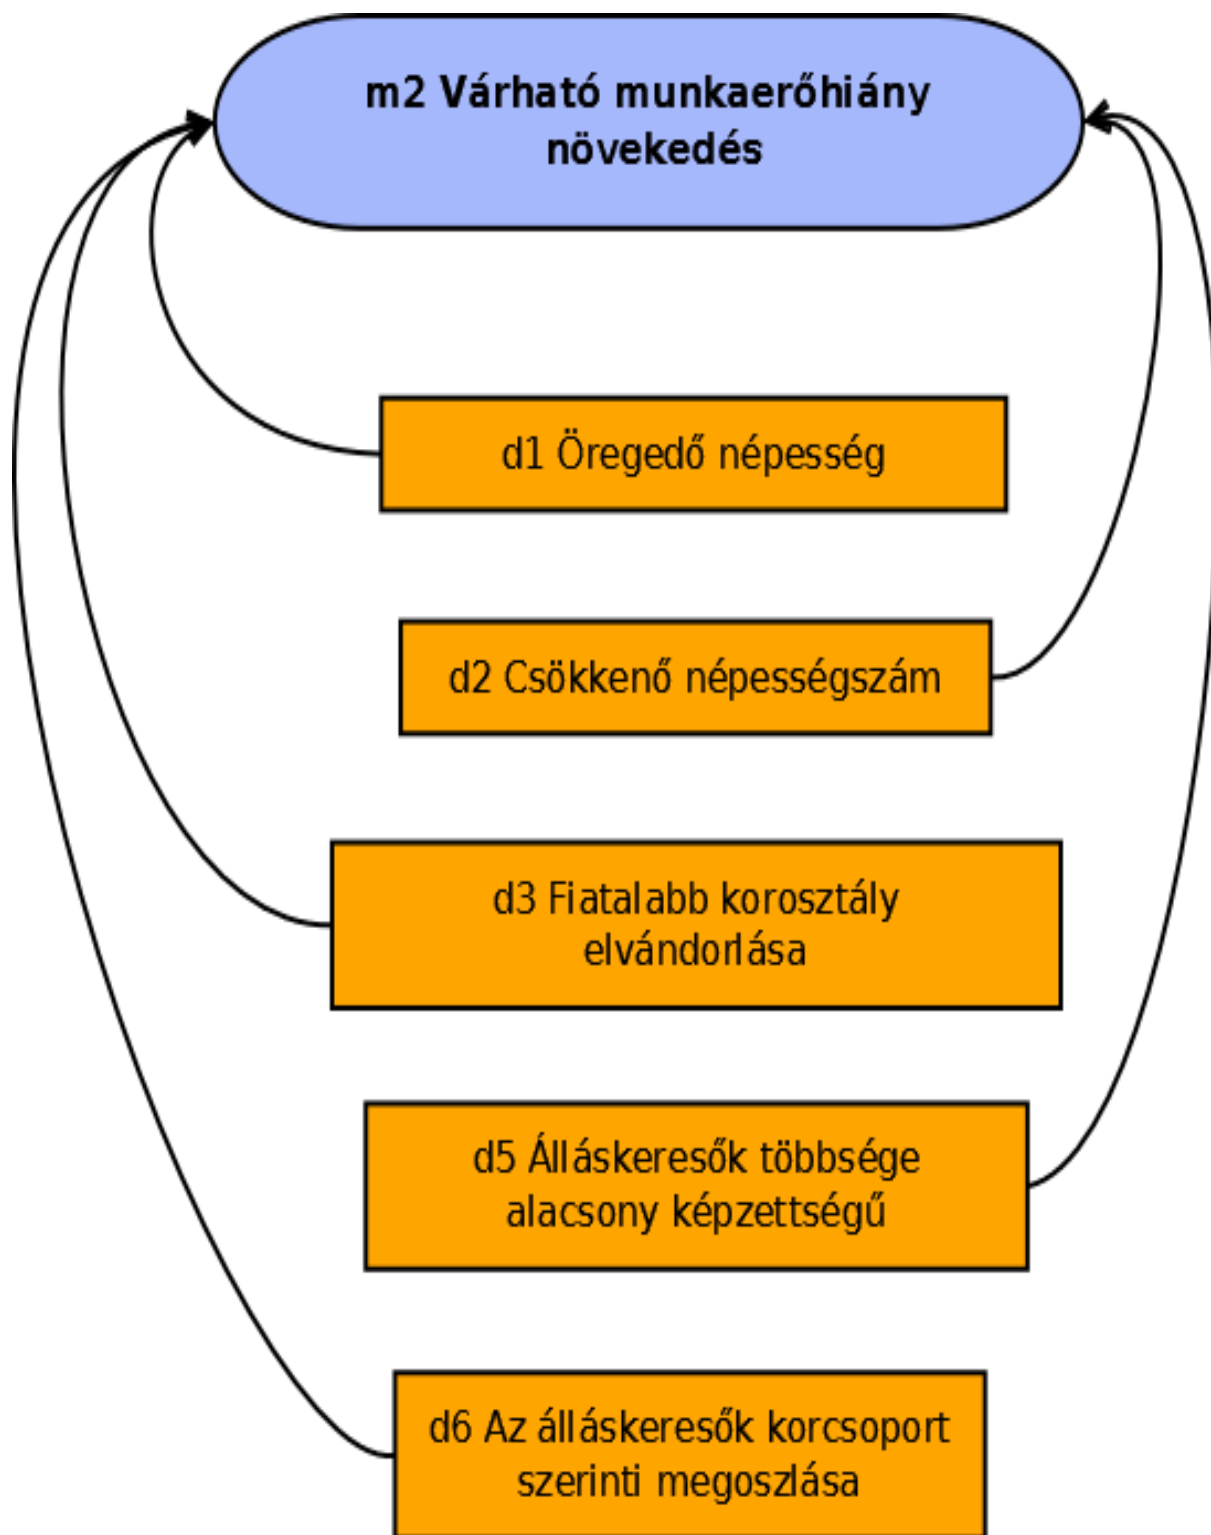 m2 Várható munkaerőhiány
növekedés
d1 Öregedő népesség
d2 Csökkenő népességszám
d3 Fiatalabb korosztály
elvándorlása
d5 Álláskeresők többsége
alacsony képzettségű
d6 Az álláskeresők korcsoport
szerinti megoszlása